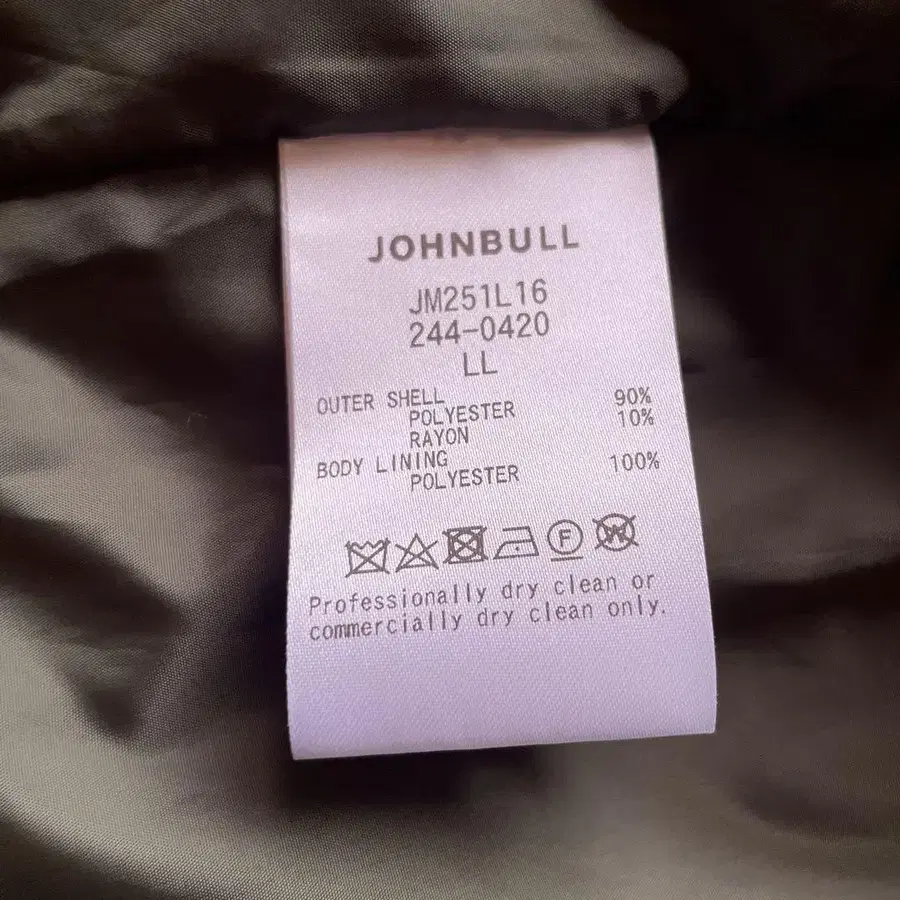 JOHNBULL
JM251L16
244-0420
LL
OUTER SHELL
POLYESTER 90%
RAYON 10%
BODY LINING
POLYESTER 100%
F
W
Professionally dry clean or
commercially dry clean only.